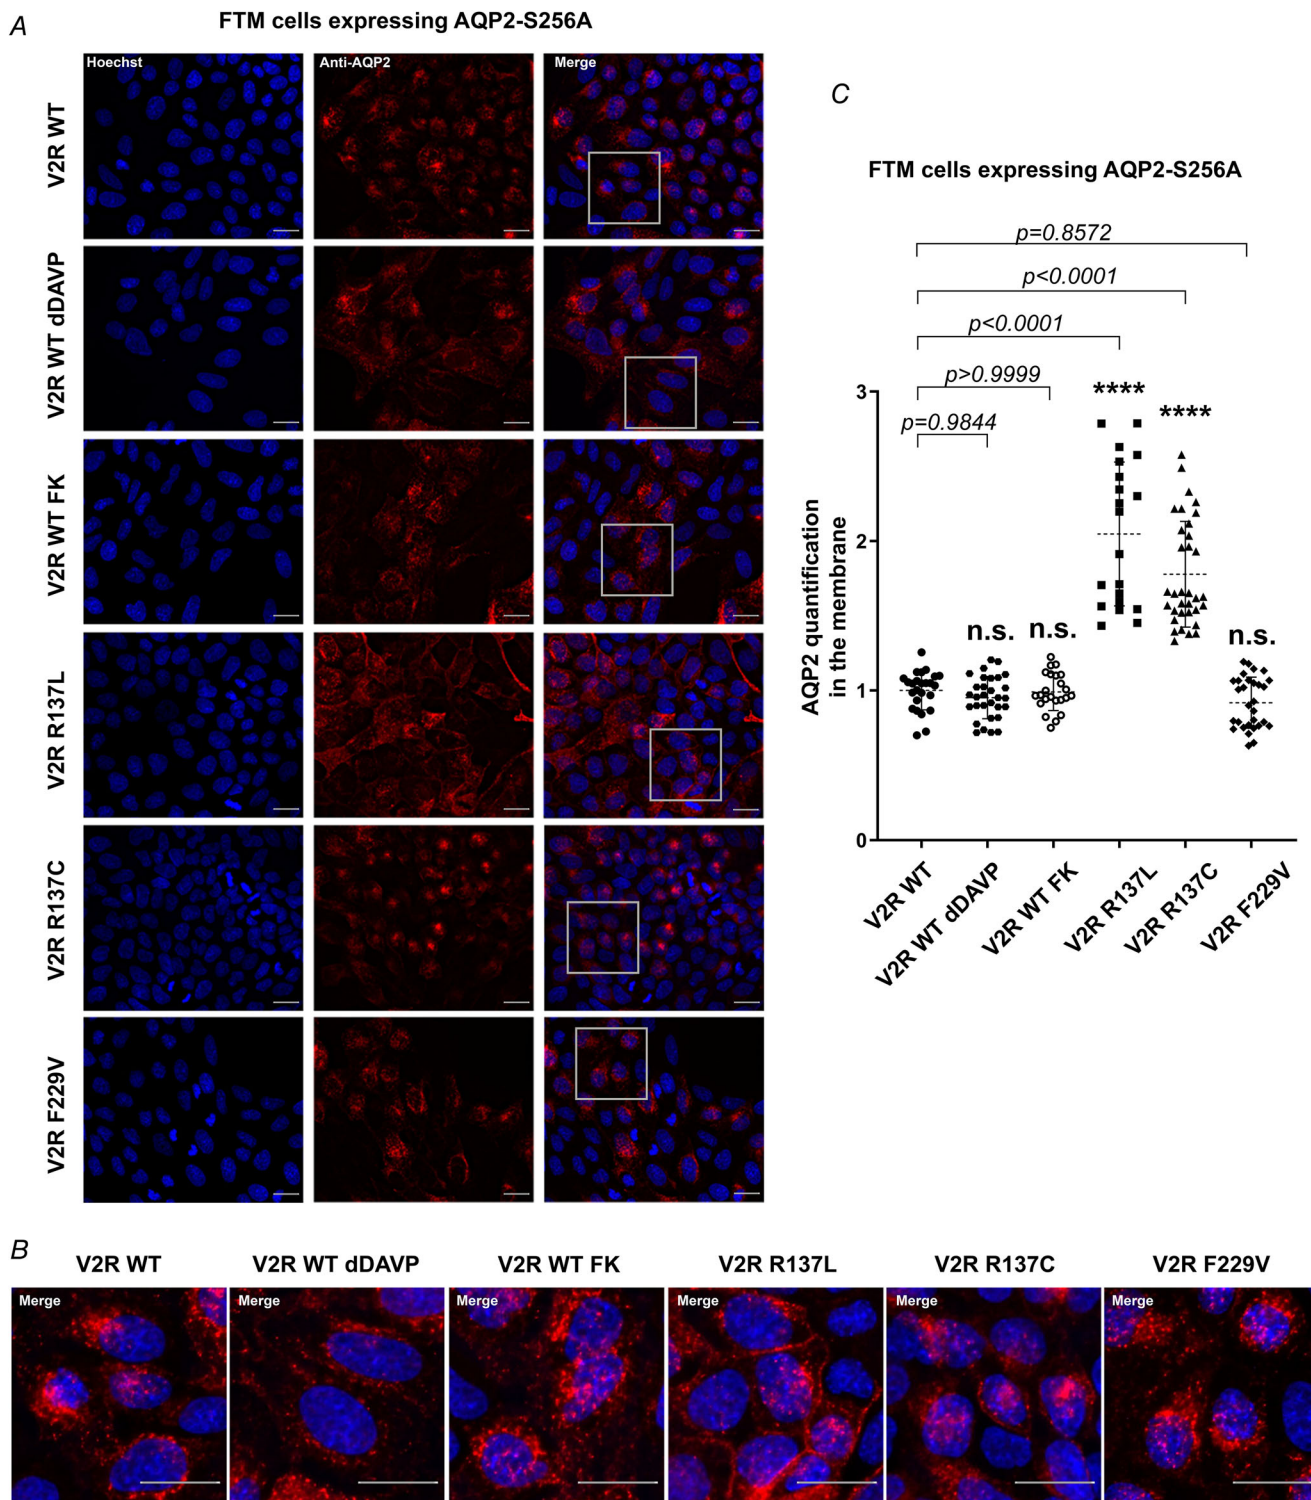 A
FTM cells expressing AQP2-S256A
Hoechst
Anti-AQP2
Merge
V2R WT
V2R WT dDAVP
V2R WT FK
V2R R137L
V2R R137C
V2R F229V
C
FTM cells expressing AQP2-S256A
p=0.8572
p<0.0001
p<0.0001
p>0.9999
p=0.9844
****
****
n.s.
n.s.
n.s.
AQP2 quantification
in the membrane
3
2
1
0
V2R WT
V2R WT dDAVP
V2R WT FK
V2R R137L
V2R R137C
V2R F229V
B
V2R WT
V2R WT dDAVP
V2R WT FK
V2R R137L
V2R R137C
V2R F229V
Merge
Merge
Merge
Merge
Merge
Merge